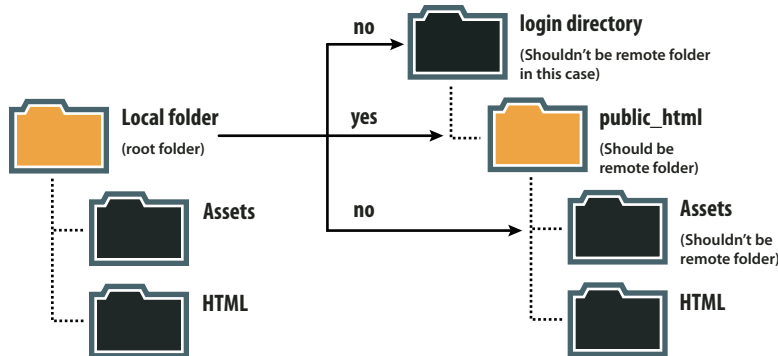 no
login directory
(Shouldn't be remote folder
in this case)
Local folder
(root folder)
yes
public_html
(Should be
remote folder)
Assets
no
Assets
(Shouldn't be
remote folder)
HTML
HTML